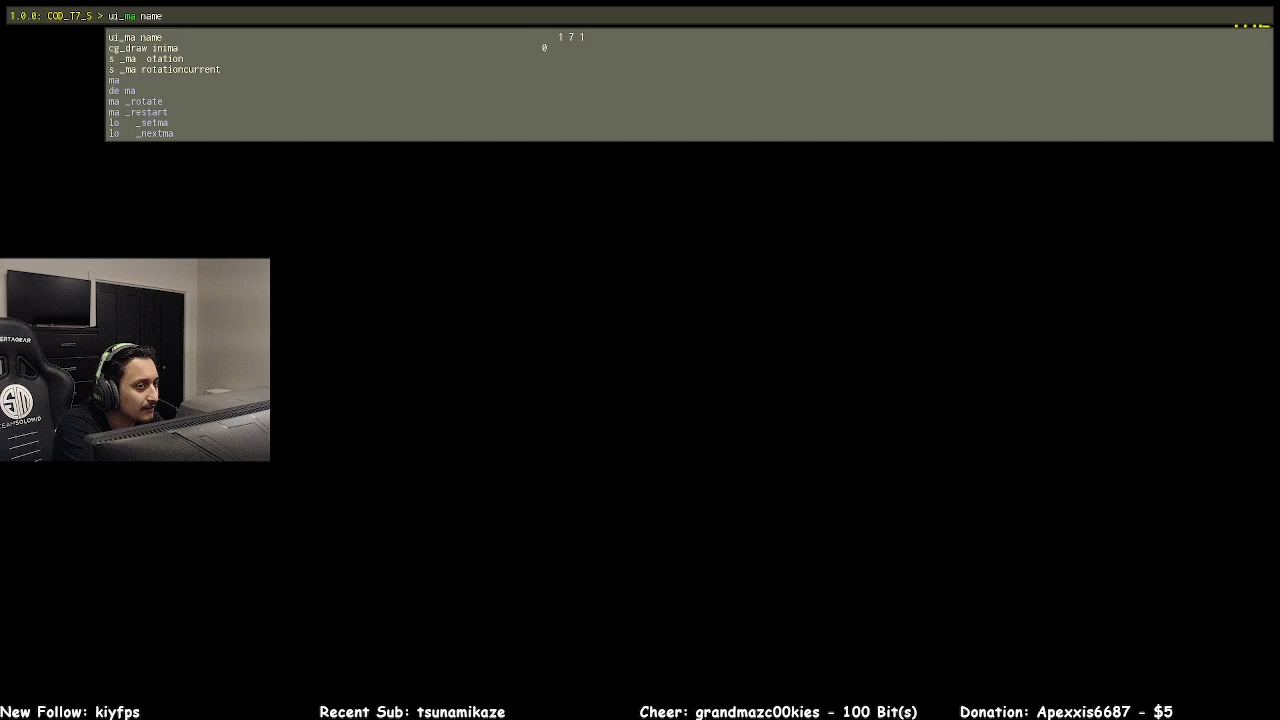 1.0.0: COD_T7_S > ui_ma name
ui_ma name 1 7 1
cg_draw inima 0
s _ma otation
s _ma rotationcurrent
ma
de ma
ma _rotate
ma _restart
lo _setma
lo _nextma
ERTAGEAR
TEAMSOLOMID
New Follow: kiyfps
Recent Sub: tsunamikaze
Cheer: grandmazc00kies - 100 Bit(s)
Donation: Apexxis6687 - $5